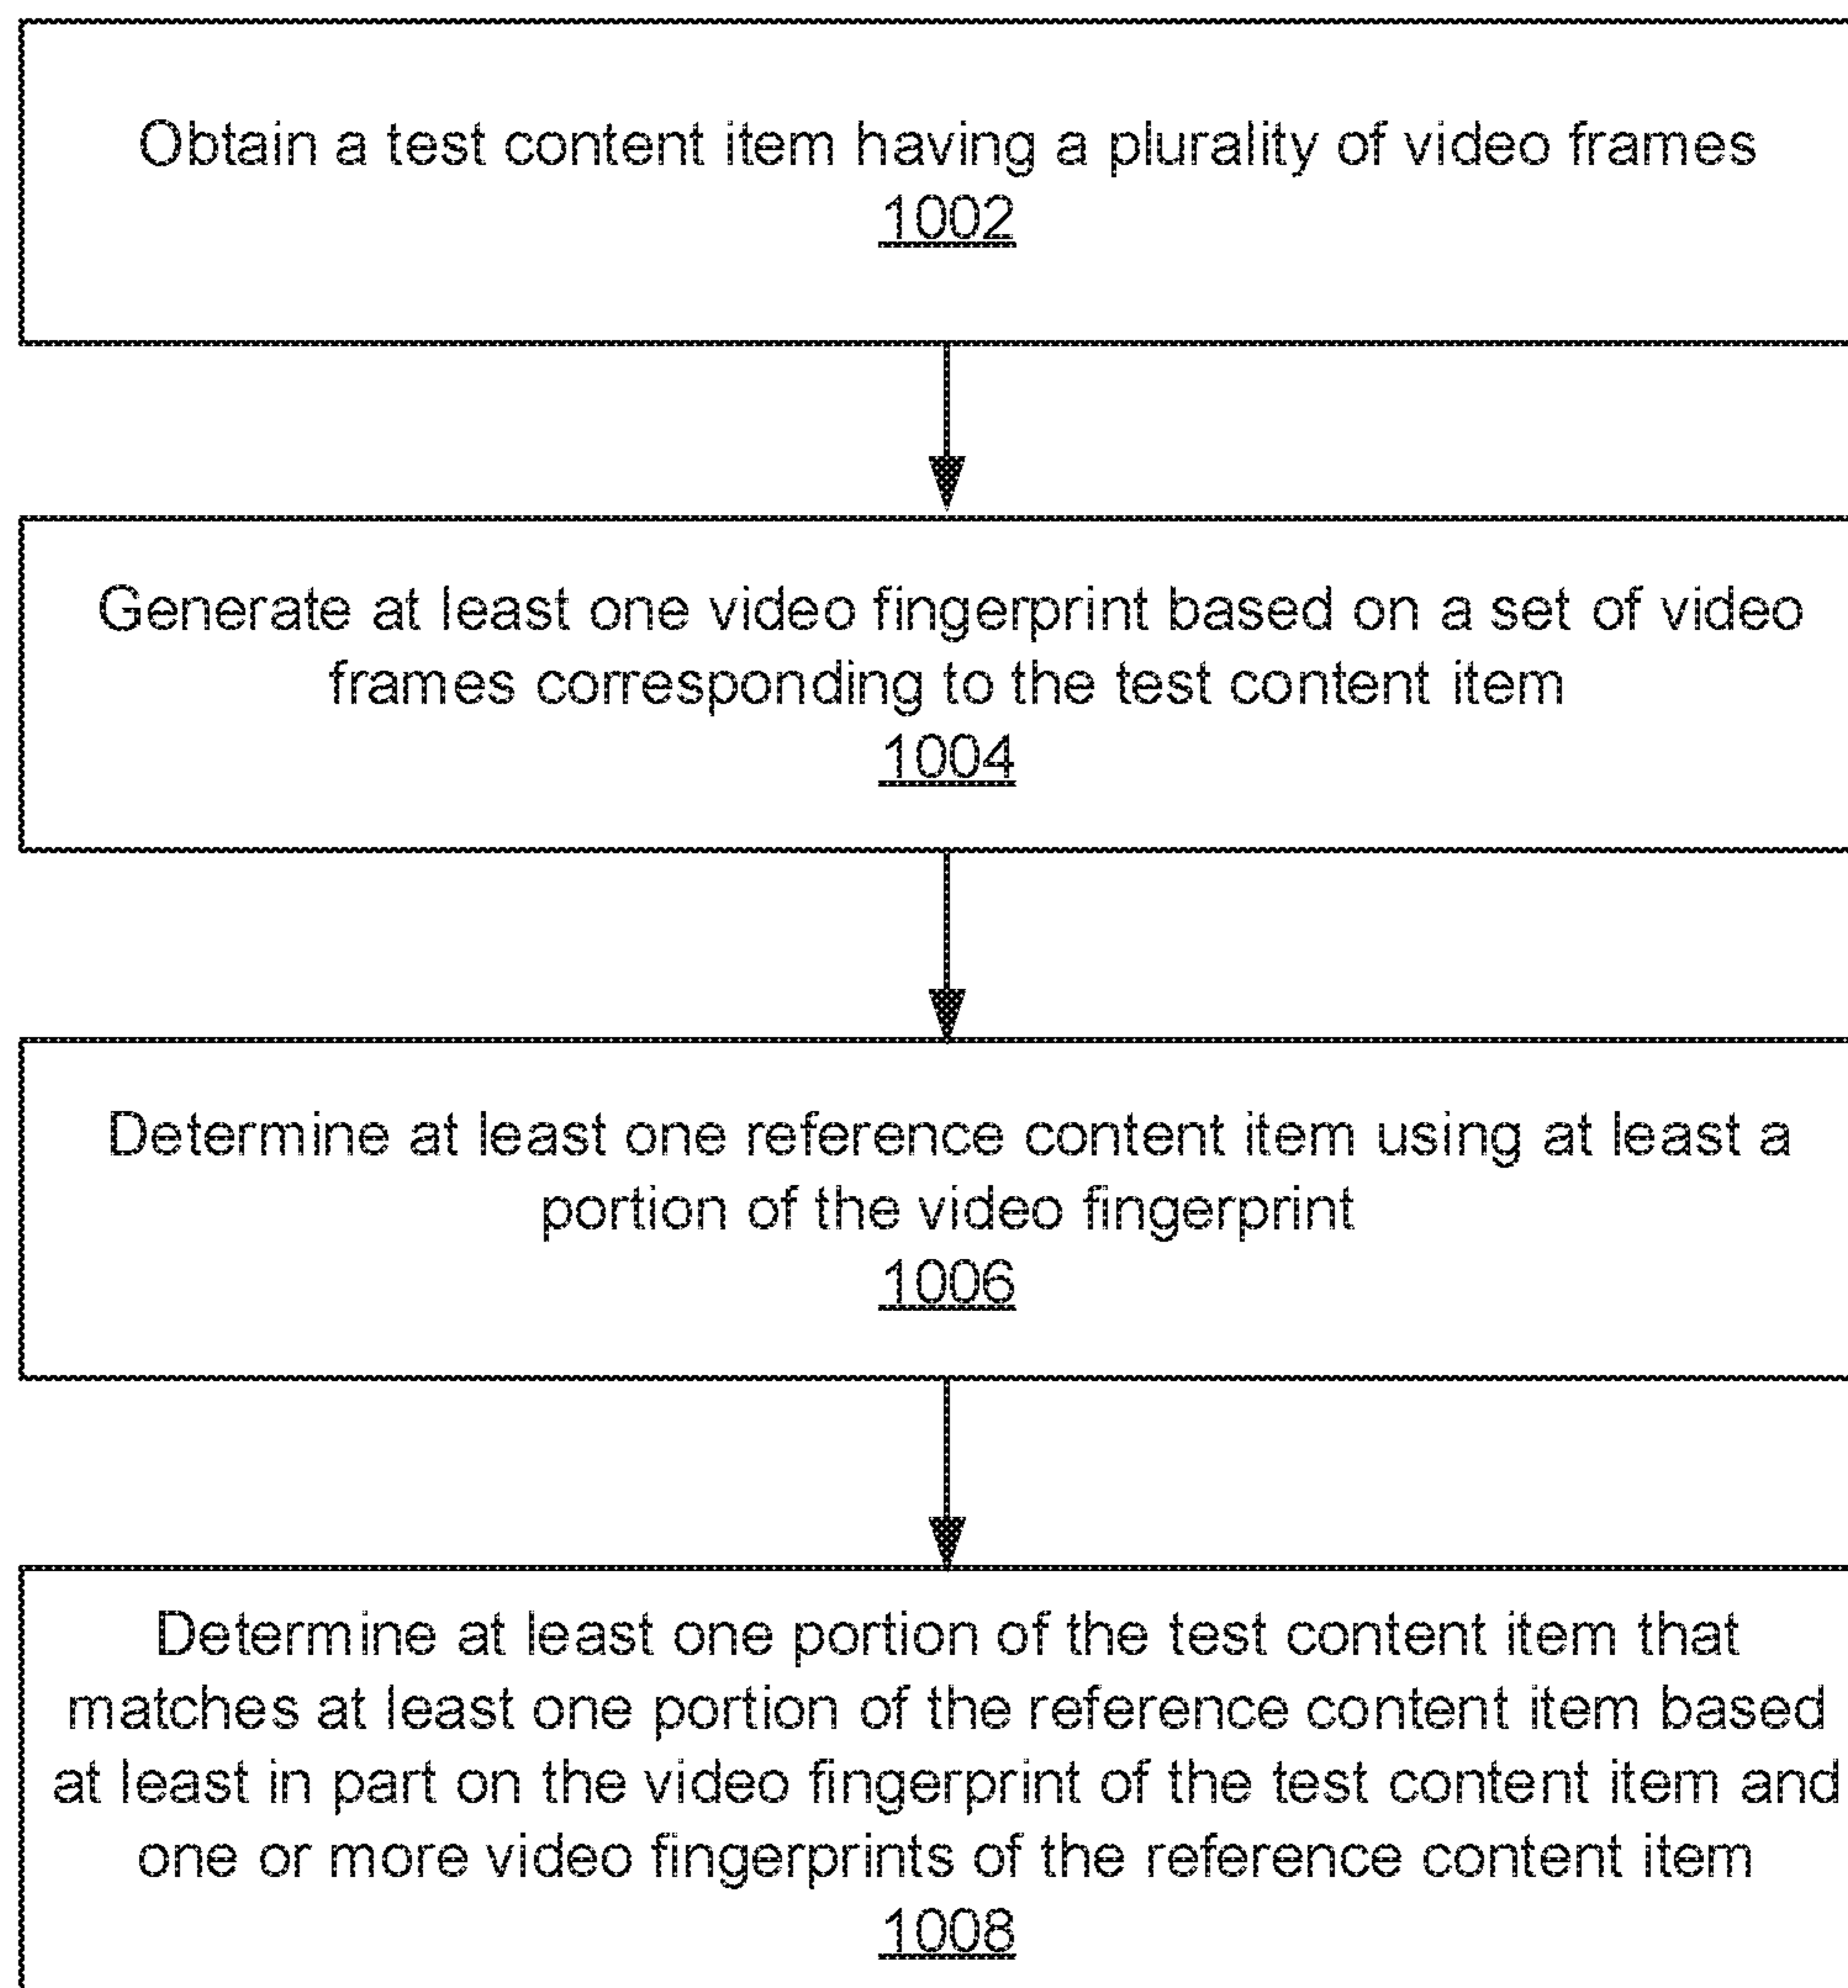 Obtain a test content item having a plurality of video frames
1002
Generate at least one video fingerprint based on a set of video
frames corresponding to the test content item
1004
Determine at least one reference content item using at least a
portion of the video fingerprint
1006
Determine at least one portion of the test content item that
matches at least one portion of the reference content item based
at least in part on the video fingerprint of the test content item and
one or more video fingerprints of the reference content item
1008